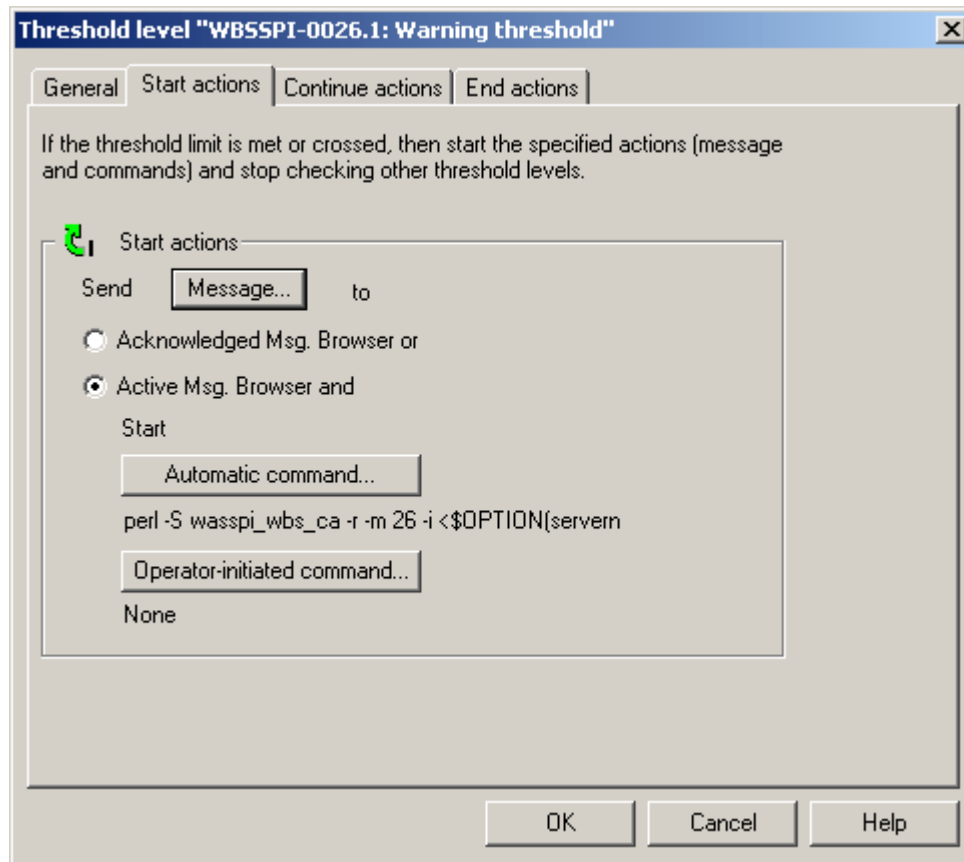 Threshold level "WBSSPI-0026.1: Warning threshold"
General Start actions Continue actions End actions
If the threshold limit is met or crossed, then start the specified actions (message
and commands) and stop checking other threshold levels.
Start actions
Send Message... to
Acknowledged Msg. Browser or
Active Msg. Browser and
Start
Automatic command...
perl -S wasspi_wbs_ca -r -m 26 -i <$OPTION(servern
Operator-initiated command...
None
OK Cancel Help